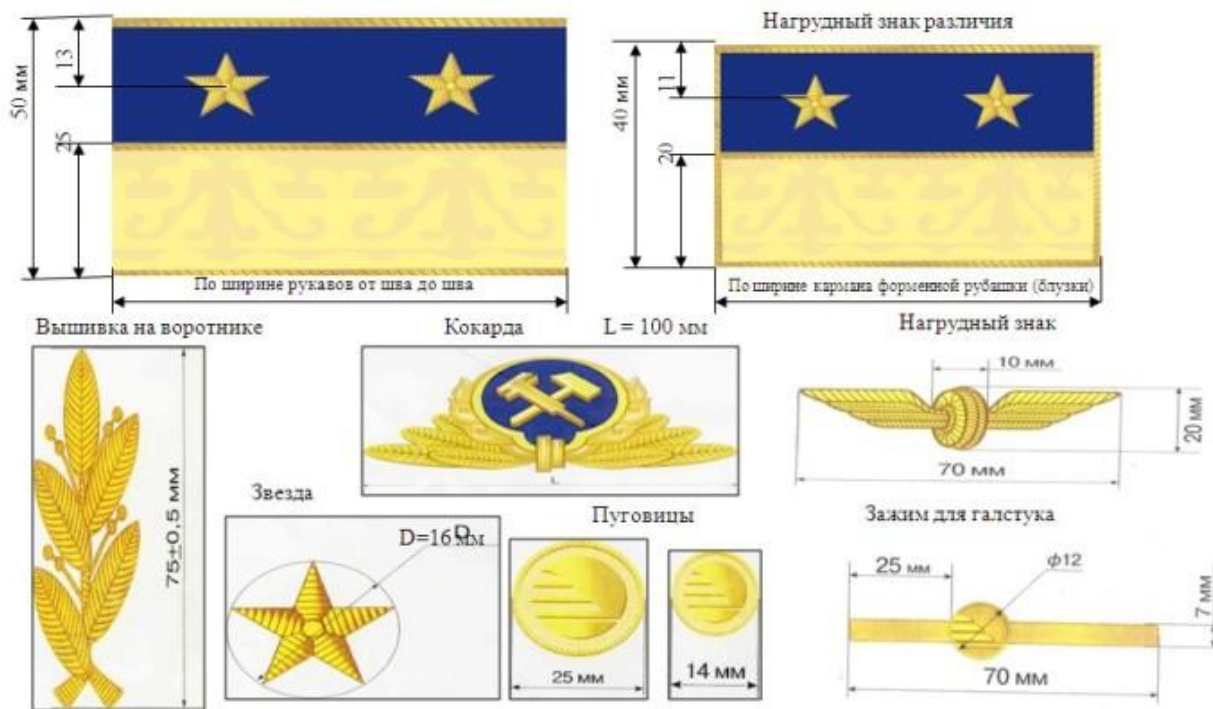 Нагрудный знак различия
50 мм
13
25
40 мм
11
20
По ширине рукавов от шва до шва
По ширине кармана форменной рубашки (блузки)
Вышивка на воротнике
Кокарда
L = 100 мм
Нагрудный знак
75±0,5 мм
L
10 мм
20 мм
70 мм
Звезда
D=16 мм
D
Пуговицы
25 мм
14 мм
Зажим для галстука
25 мм
ф12
7 мм
70 мм